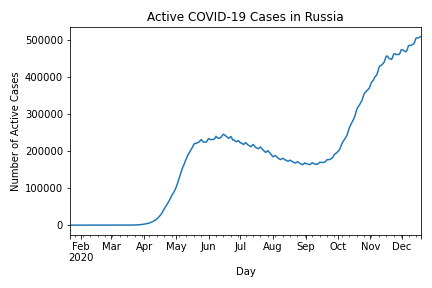 Active COVID-19 Cases in Russia
Number of Active Cases
500000
400000
300000
200000
100000
0
Feb Mar Apr May Jun Jul Aug Sep Oct Nov Dec
2020
Day